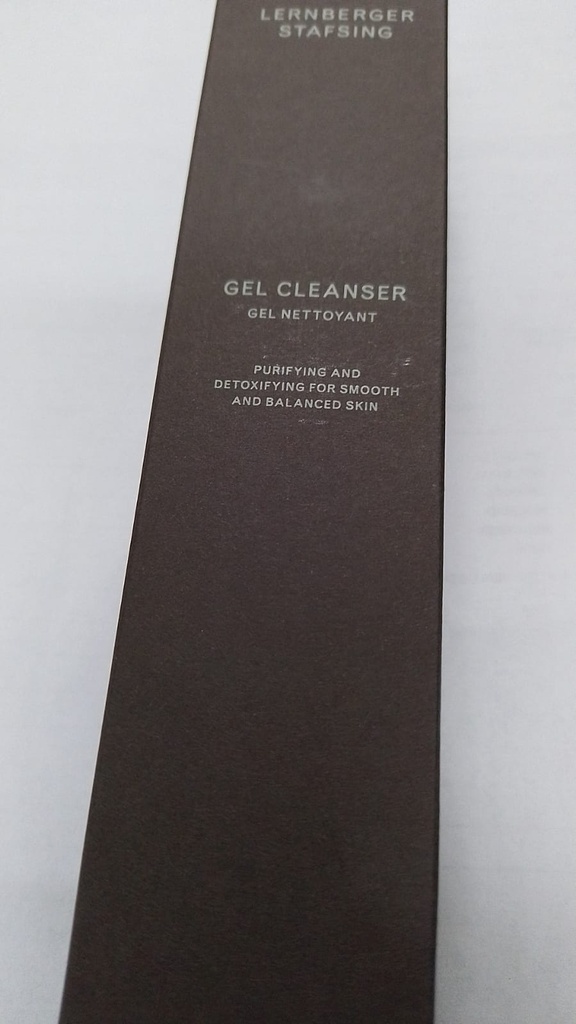 LERNBERGER
STAFSING
GEL CLEANSER
GEL NETTOYANT
PURIFYING AND
DETOXIFYING FOR SMOOTH
AND BALANCED SKIN